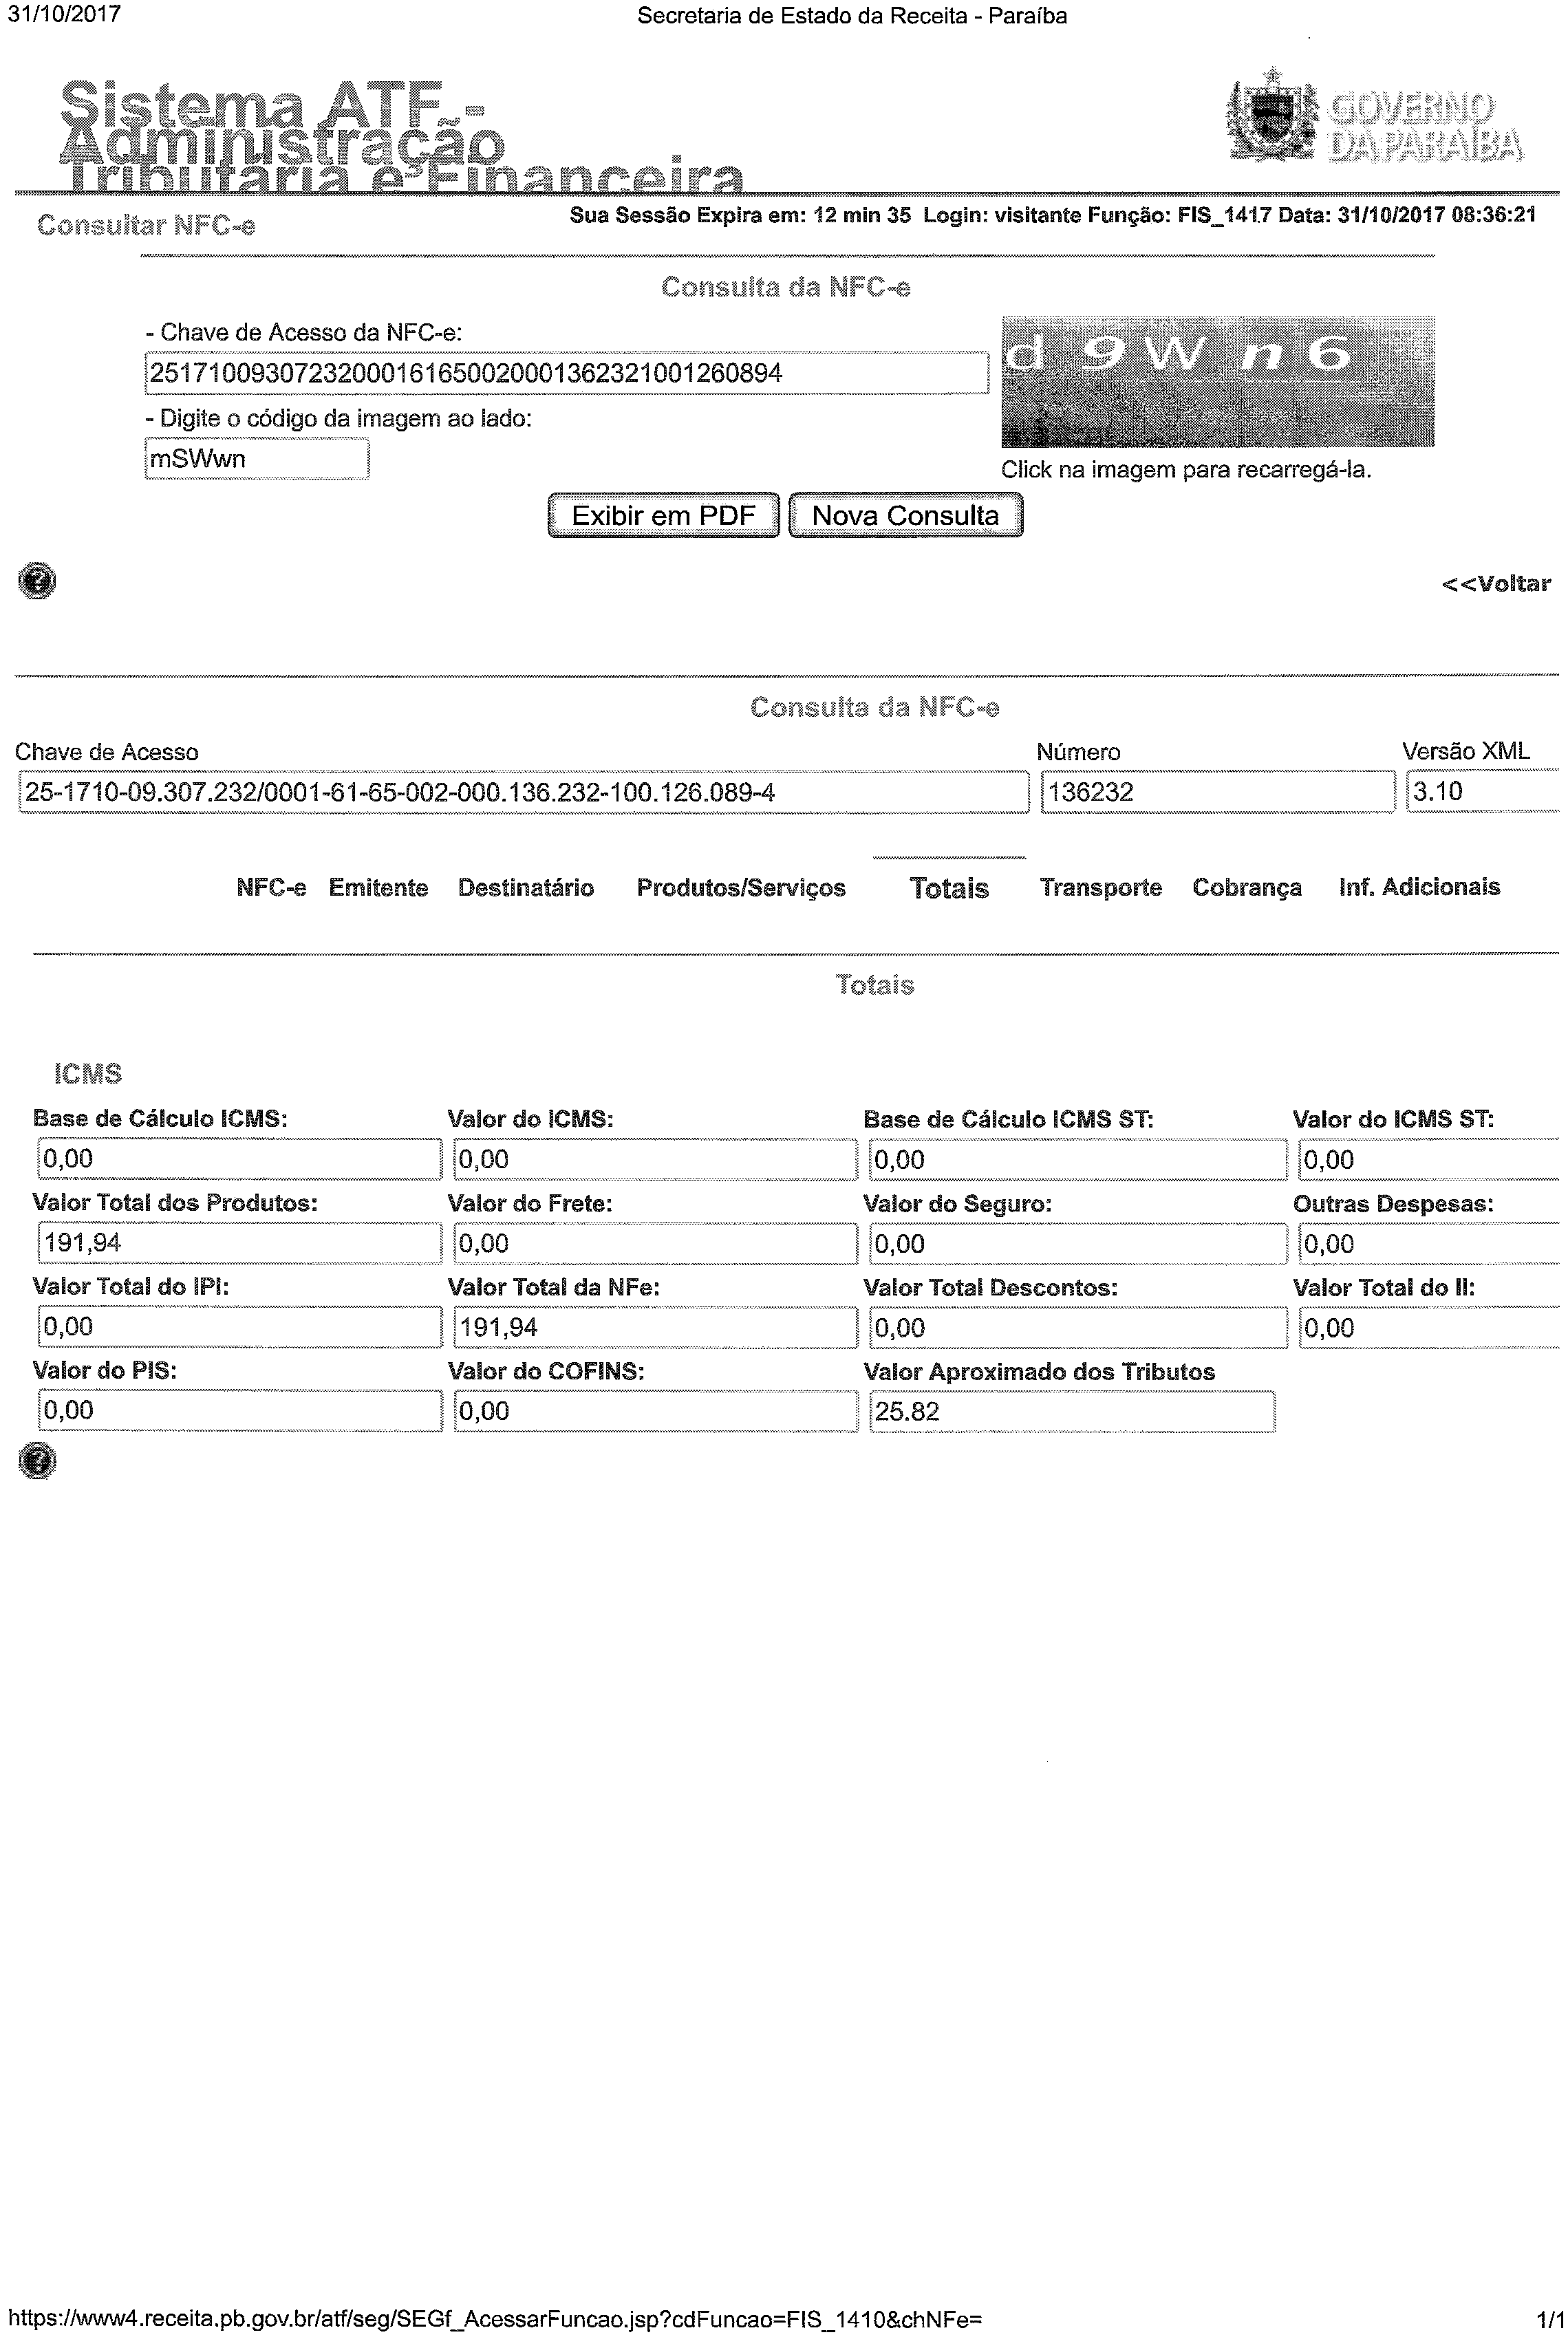 31/10/2017 Secretaria de Estado da Receita - Paraíba
Sistema ATF -
Administração
Tributária e Financeira
GOVERNO
DA PARAÍBA
Consultar NFC-e
Sua Sessão Expira em: 12 min 35 Login: visitante Função: FIS_1417 Data: 31/10/2017 08:36:21
Consulta da NFC-e
- Chave de Acesso da NFC-e:
25171009307232000161650020001362321001260894
d 9 W n 6
- Digite o código da imagem ao lado:
mSWwn
Click na imagem para recarregá-la.
Exibir em PDF Nova Consulta
<<Voltar
Consulta da NFC-e
Chave de Acesso Número Versão XML
25-1710-09.307.232/0001-61-65-002-000.136.232-100.126.089-4 136232 3.10
NFC-e Emitente Destinatário Produtos/Serviços Totais Transporte Cobrança Inf. Adicionais
Totais
ICMS
Base de Cálculo ICMS: Valor do ICMS: Base de Cálculo ICMS ST: Valor do ICMS ST:
0,00 0,00 0,00 0,00
Valor Total dos Produtos: Valor do Frete: Valor do Seguro: Outras Despesas:
191,94 0,00 0,00 0,00
Valor Total do IPI: Valor Total da NFe: Valor Total Descontos: Valor Total do II:
0,00 191,94 0,00 0,00
Valor do PIS: Valor do COFINS: Valor Aproximado dos Tributos
0,00 0,00 25.82
https://www4.receita.pb.gov.br/atf/seg/SEGf_AcessarFuncao.jsp?cdFuncao=FIS_1410&chNFe= 1/1